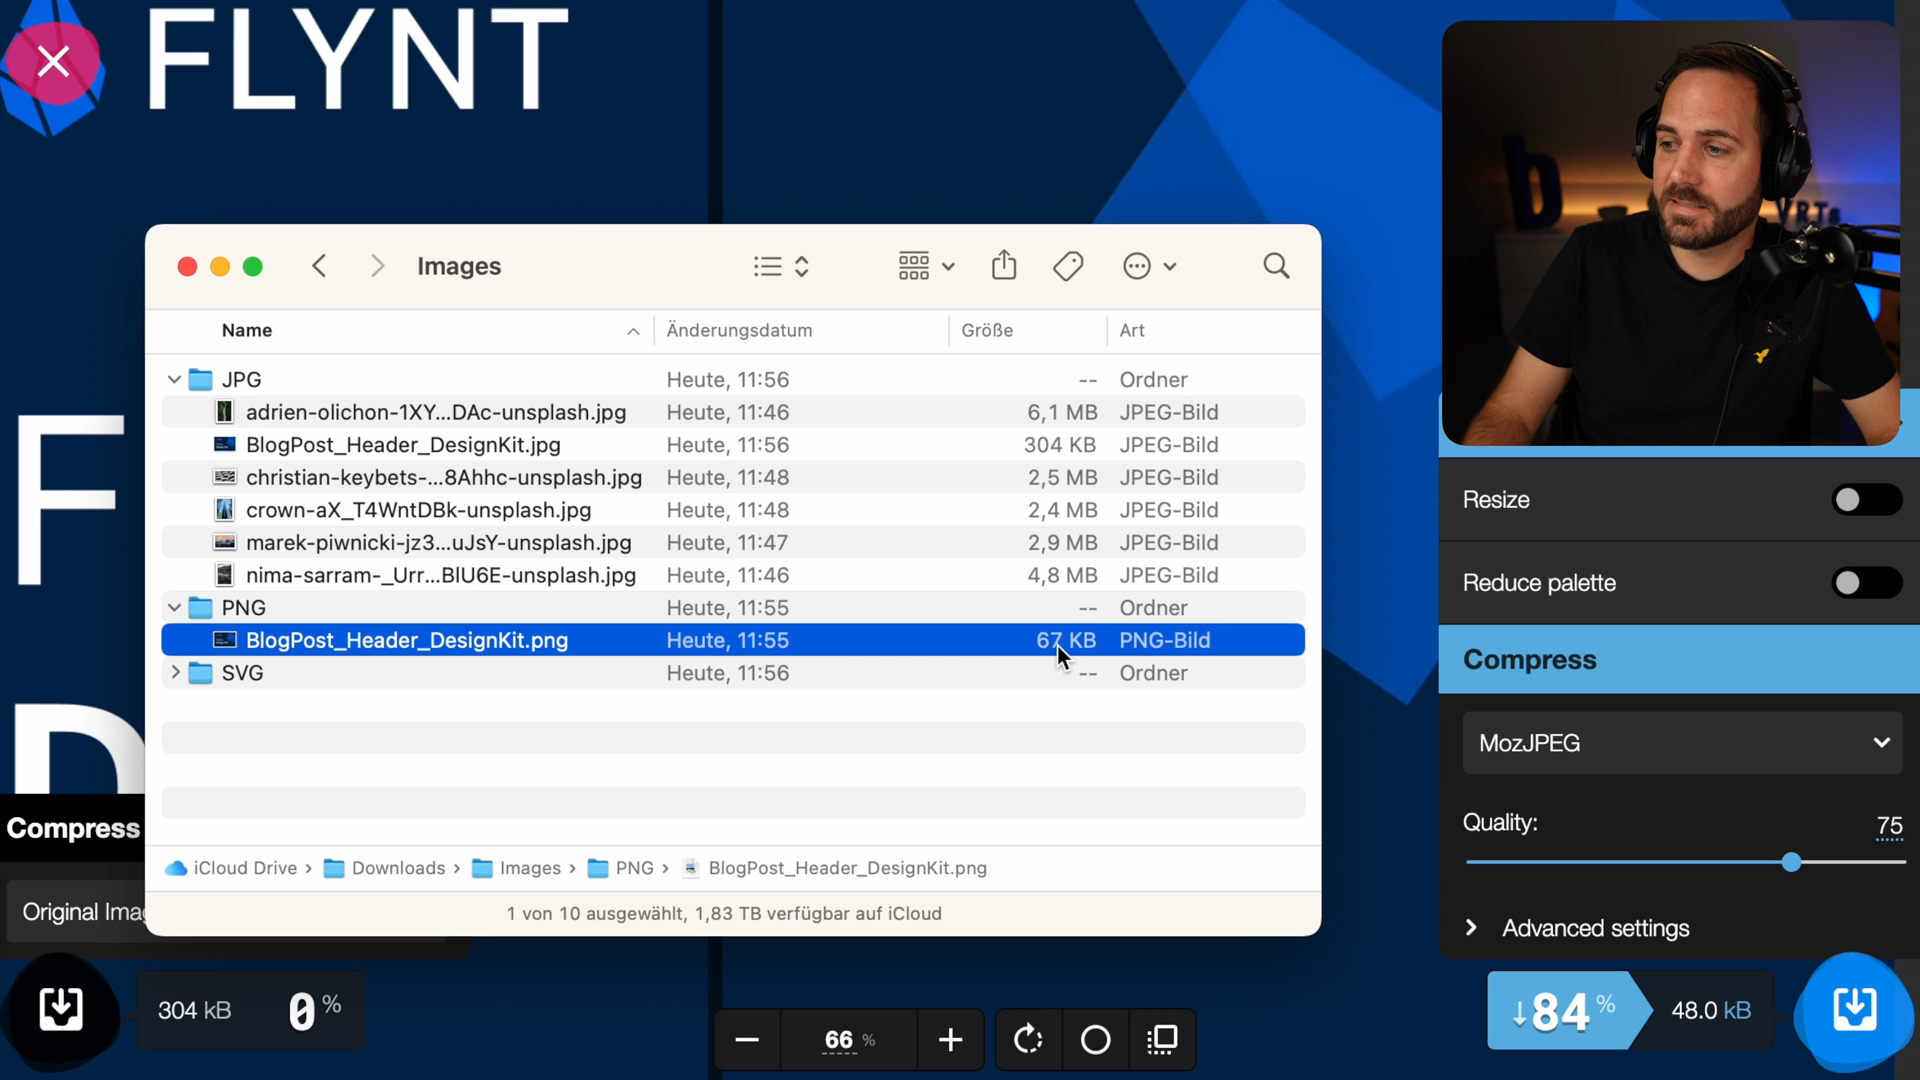 FLYNT
F
D
Images
Name Änderungsdatum Größe Art
JPG Heute, 11:56 -- Ordner
adrien-olichon-1XY...DAc-unsplash.jpg Heute, 11:46 6,1 MB JPEG-Bild
BlogPost_Header_DesignKit.jpg Heute, 11:56 304 KB JPEG-Bild
christian-keybets-...8Ahhc-unsplash.jpg Heute, 11:48 2,5 MB JPEG-Bild
crown-aX_T4WntDBk-unsplash.jpg Heute, 11:48 2,4 MB JPEG-Bild
marek-piwnicki-jz3...uJsY-unsplash.jpg Heute, 11:47 2,9 MB JPEG-Bild
nima-sarram-_Urr...BlU6E-unsplash.jpg Heute, 11:46 4,8 MB JPEG-Bild
PNG Heute, 11:55 -- Ordner
BlogPost_Header_DesignKit.png Heute, 11:55 67 KB PNG-Bild
SVG Heute, 11:56 -- Ordner
iCloud Drive › Downloads › Images › PNG › BlogPost_Header_DesignKit.png
1 von 10 ausgewählt, 1,83 TB verfügbar auf iCloud
Compress
Original Ima
304 kB 0 %
66 %
b
Resize
Reduce palette
Compress
MozJPEG
Quality: 75
Advanced settings
↓84 % 48.0 kB